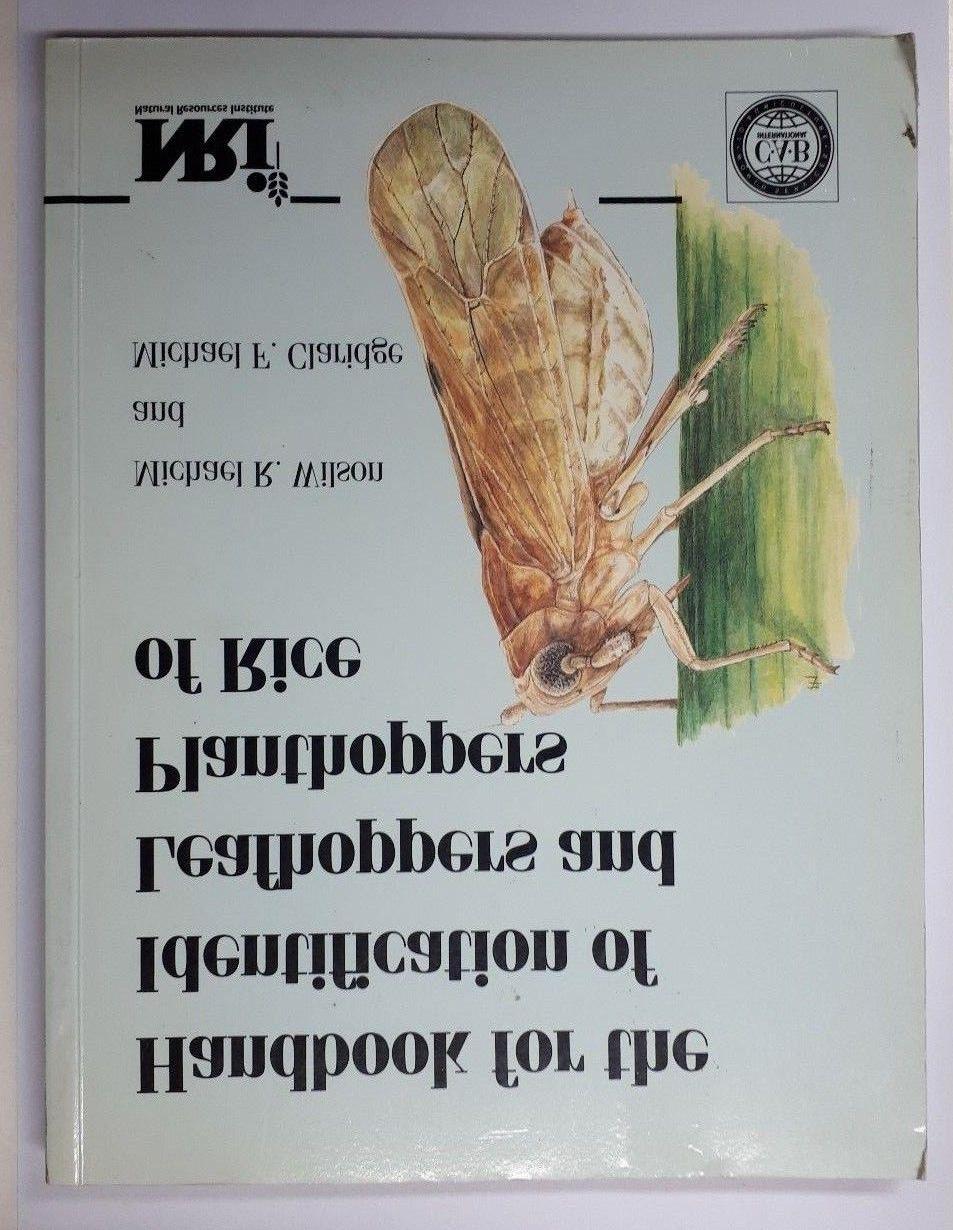 Handbook for the
Identification of
Leafhoppers and
Planthoppers
of Rice
Michael R. Wilson
and
Michael F. Claridge
NRi
Natural Resources Institute
C·A·B
INTERNATIONAL